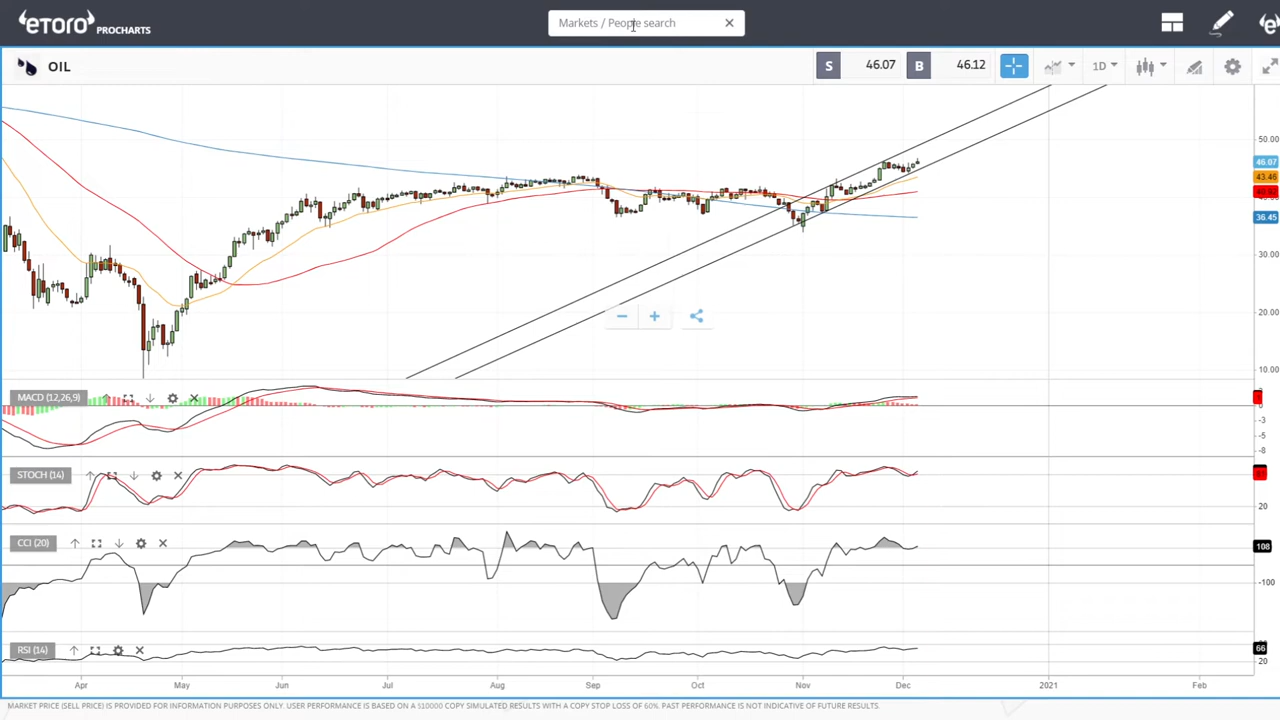 eTORO PROCHARTS
Markets / People search
OIL
S 46.07 B 46.12 1D
50.00
46.07
43.46
36.45
30.00
20.00
10.00
MACD (12,26,9)
0
-3
-5
-8
STOCH (14)
20
CCI (20)
108
-100
RSI (14)
66
20
Apr May Jun Jul Aug Sep Oct Nov Dec 2021 Feb
MARKET PRICE (SELL PRICE) IS PROVIDED FOR INFORMATION PURPOSES ONLY. USER PERFORMANCE IS BASED ON A $10000 COPY SIMULATED RESULTS WITH A COPY STOP LOSS OF 60%. PAST PERFORMANCE IS NOT INDICATIVE OF FUTURE RESULTS.